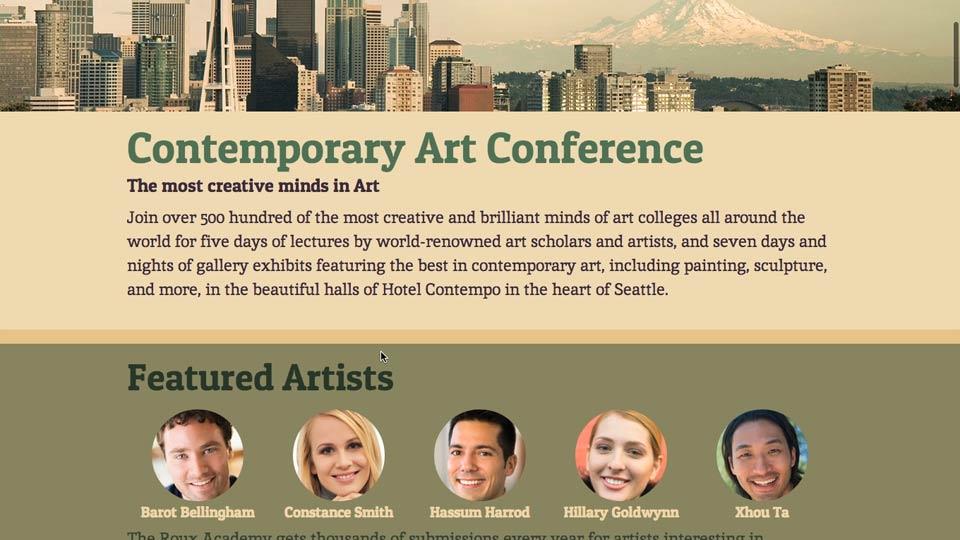 Contemporary Art Conference
The most creative minds in Art
Join over 500 hundred of the most creative and brilliant minds of art colleges all around the
world for five days of lectures by world-renowned art scholars and artists, and seven days and
nights of gallery exhibits featuring the best in contemporary art, including painting, sculpture,
and more, in the beautiful halls of Hotel Contempo in the heart of Seattle.
Featured Artists
Barot Bellingham Constance Smith Hassum Harrod Hillary Goldwynn Xhou Ta
The Roux Academy gets thousands of submissions every year for artists interesting in